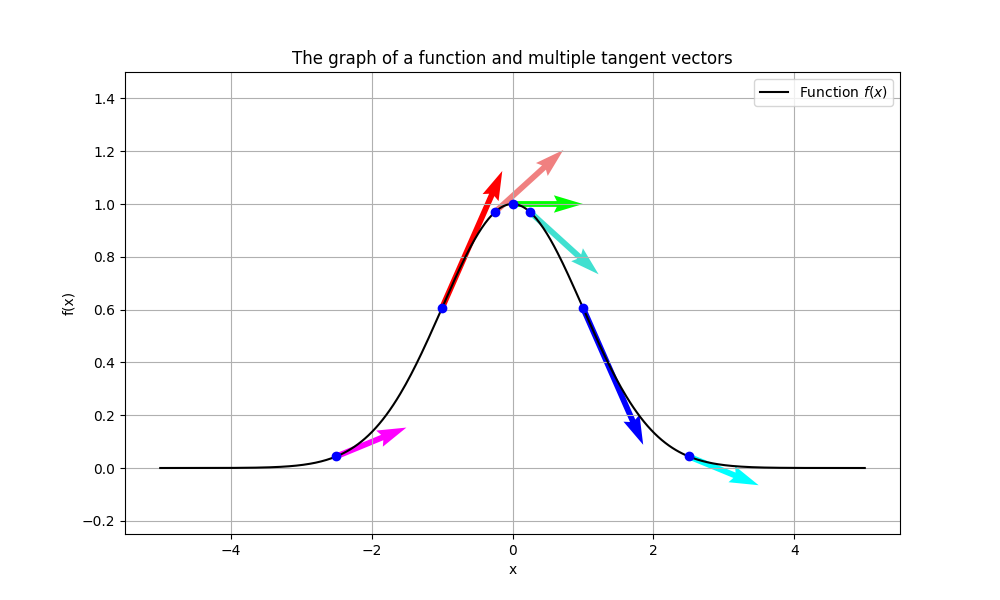 The graph of a function and multiple tangent vectors
Function f(x)
1.4
1.2
1.0
0.8
0.6
0.4
0.2
0.0
−0.2
f(x)
−4 −2 0 2 4
x